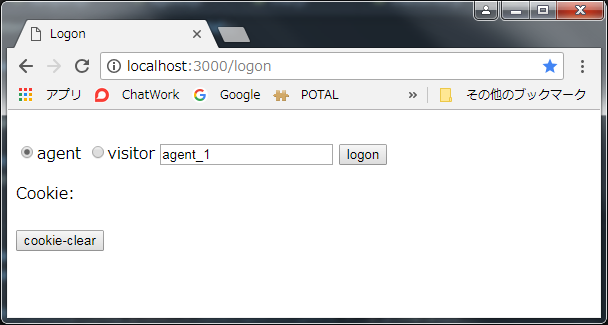 Logon
localhost:3000/logon
アプリ ChatWork Google POTAL » その他のブックマーク
agent visitor agent_1 logon
Cookie:
cookie-clear